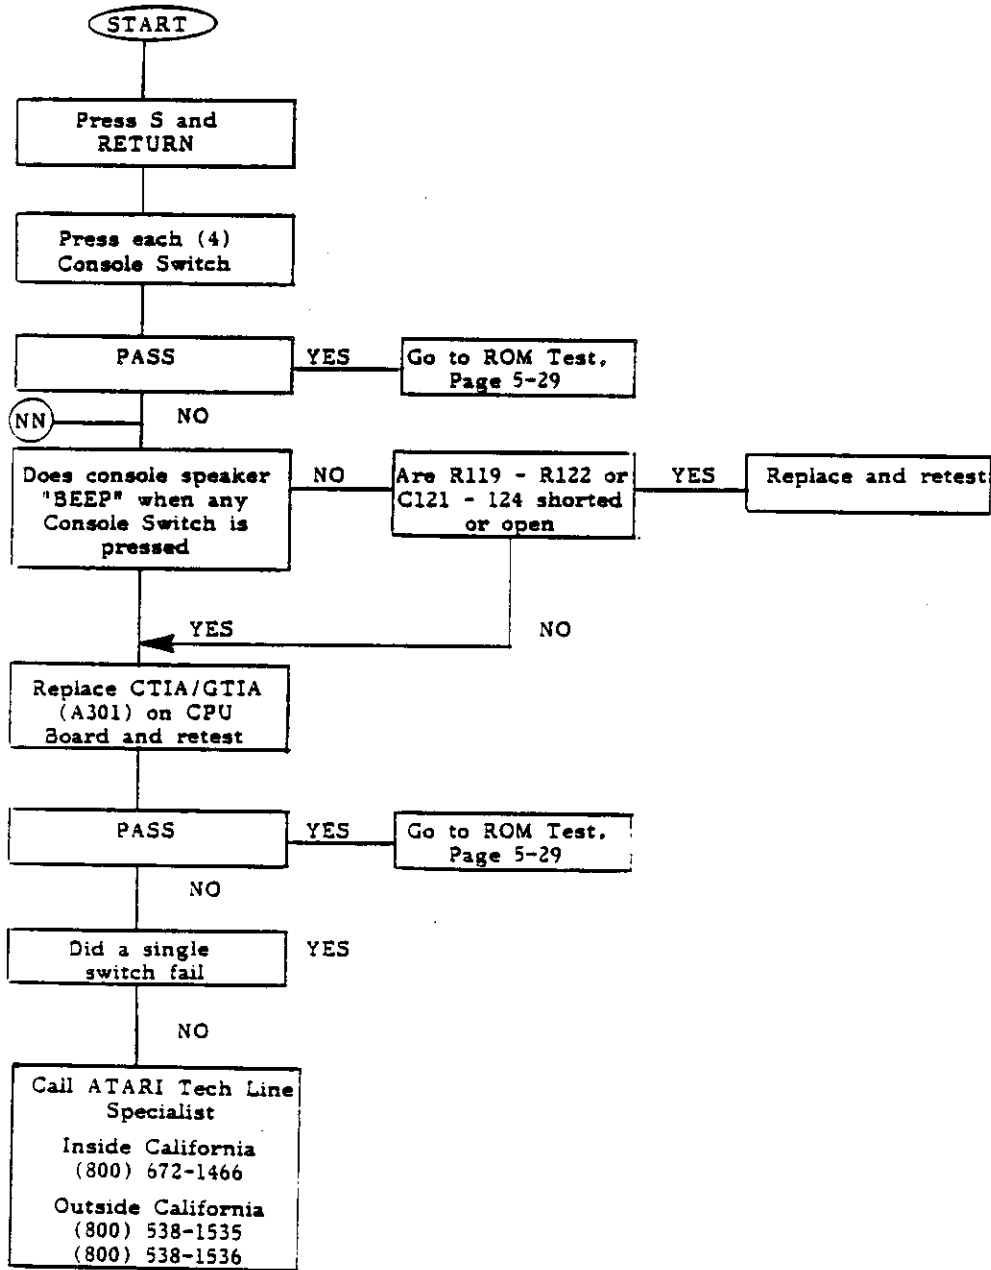 START
Press S and
RETURN
Press each (4)
Console Switch
PASS
YES
Go to ROM Test,
Page 5-29
NN
NO
Does console speaker
"BEEP" when any
Console Switch is
pressed
NO
Are R119 - R122 or
C121 - 124 shorted
or open
YES
Replace and retest
YES
NO
Replace CTIA/GTIA
(A301) on CPU
Board and retest
PASS
YES
Go to ROM Test,
Page 5-29
NO
Did a single
switch fail
YES
NO
Call ATARI Tech Line
Specialist
Inside California
(800) 672-1466
Outside California
(800) 538-1535
(800) 538-1536